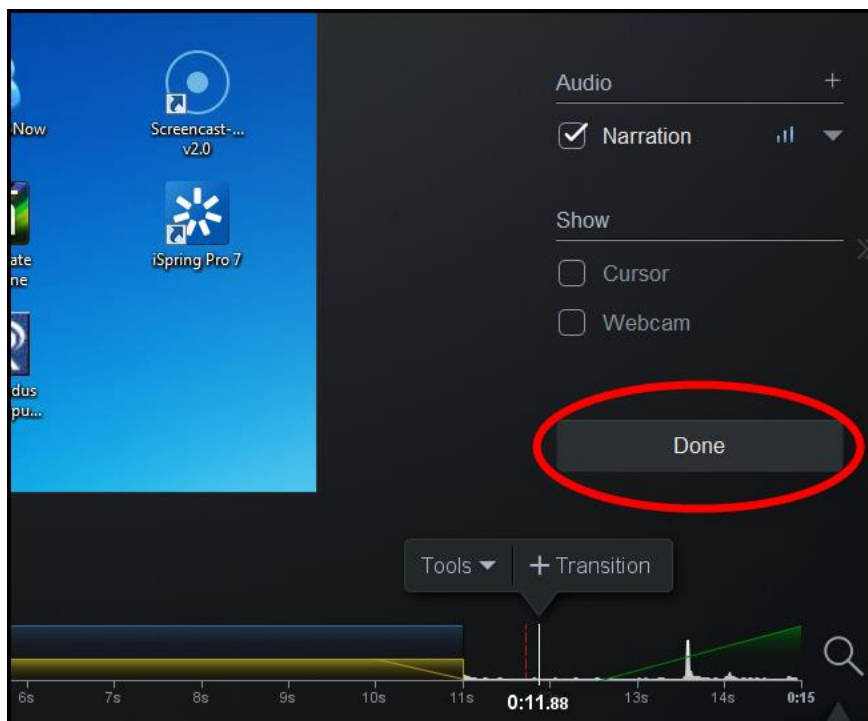 Now
Screencast-...
v2.0
iSpring Pro 7
ate
ne
dus
pu...
Audio
Narration
Show
Cursor
Webcam
Done
Tools
Transition
6s 7s 8s 9s 10s 11s 0:11.88 13s 14s 0:15